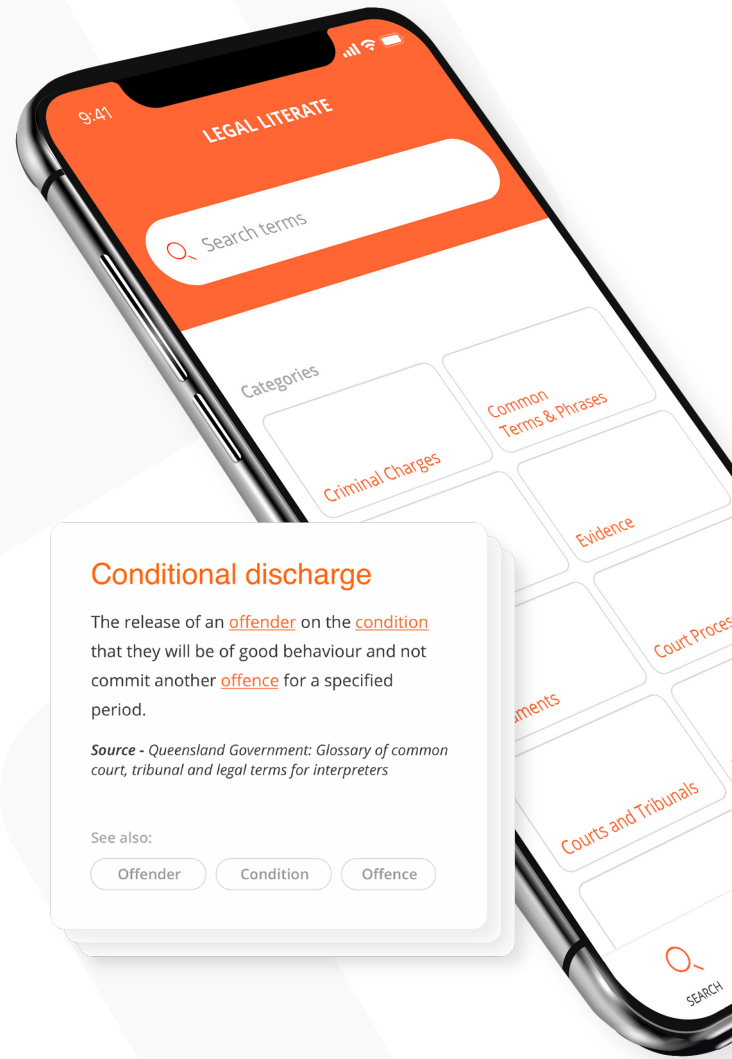 9:41
LEGAL LITERATE
Search terms
Categories
Criminal Charges
Common
Terms & Phrases
Evidence
Court
Courts and Tribunals
SEARCH
Conditional discharge
The release of an offender on the condition
that they will be of good behaviour and not
commit another offence for a specified
period.
Source - Queensland Government: Glossary of common
court, tribunal and legal terms for interpreters
See also:
Offender
Condition
Offence